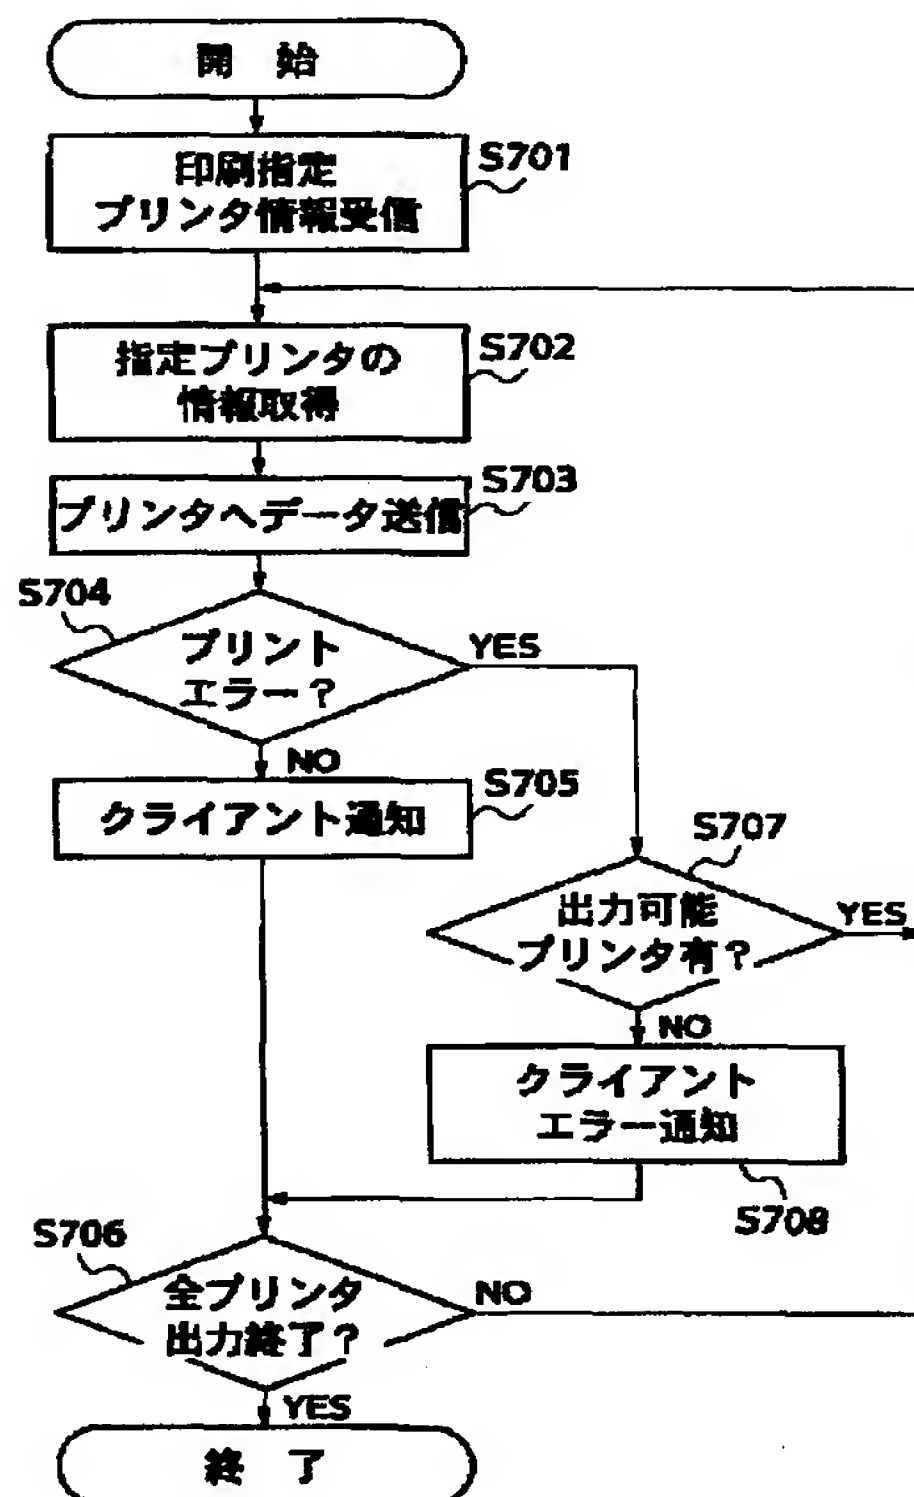 開 始
S701
印刷指定
プリンタ情報受信
S702
指定プリンタの
情報取得
S703
プリンタへデータ送信
S704
プリント
エラー？
YES
NO
S705
クライアント通知
S707
出力可能
プリンタ有？
YES
NO
クライアント
エラー通知
S708
S706
全プリンタ
出力終了？
NO
YES
終 了